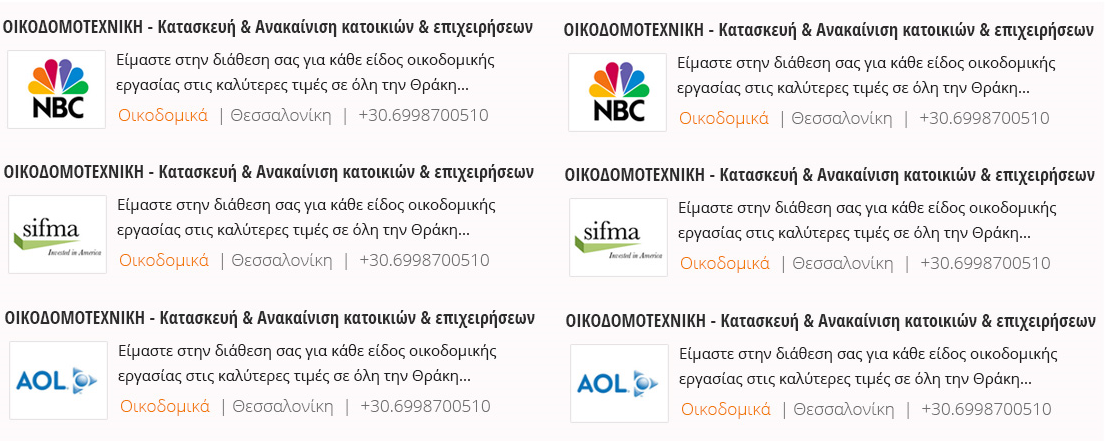 ΟΙΚΟΔΟΜΟΤΕΧΝΙΚΗ - Κατασκευή & Ανακαίνιση κατοικιών & επιχειρήσεων
NBC
Είμαστε στην διάθεση σας για κάθε είδος οικοδομικής
εργασίας στις καλύτερες τιμές σε όλη την Θράκη...
Οικοδομικά | Θεσσαλονίκη | +30.6998700510
ΟΙΚΟΔΟΜΟΤΕΧΝΙΚΗ - Κατασκευή & Ανακαίνιση κατοικιών & επιχειρήσεων
NBC
Είμαστε στην διάθεση σας για κάθε είδος οικοδομικής
εργασίας στις καλύτερες τιμές σε όλη την Θράκη...
Οικοδομικά | Θεσσαλονίκη | +30.6998700510
ΟΙΚΟΔΟΜΟΤΕΧΝΙΚΗ - Κατασκευή & Ανακαίνιση κατοικιών & επιχειρήσεων
sifma
Invested in America
Είμαστε στην διάθεση σας για κάθε είδος οικοδομικής
εργασίας στις καλύτερες τιμές σε όλη την Θράκη...
Οικοδομικά | Θεσσαλονίκη | +30.6998700510
ΟΙΚΟΔΟΜΟΤΕΧΝΙΚΗ - Κατασκευή & Ανακαίνιση κατοικιών & επιχειρήσεων
sifma
Invested in America
Είμαστε στην διάθεση σας για κάθε είδος οικοδομικής
εργασίας στις καλύτερες τιμές σε όλη την Θράκη...
Οικοδομικά | Θεσσαλονίκη | +30.6998700510
ΟΙΚΟΔΟΜΟΤΕΧΝΙΚΗ - Κατασκευή & Ανακαίνιση κατοικιών & επιχειρήσεων
AOL
Είμαστε στην διάθεση σας για κάθε είδος οικοδομικής
εργασίας στις καλύτερες τιμές σε όλη την Θράκη...
Οικοδομικά | Θεσσαλονίκη | +30.6998700510
ΟΙΚΟΔΟΜΟΤΕΧΝΙΚΗ - Κατασκευή & Ανακαίνιση κατοικιών & επιχειρήσεων
AOL
Είμαστε στην διάθεση σας για κάθε είδος οικοδομικής
εργασίας στις καλύτερες τιμές σε όλη την Θράκη...
Οικοδομικά | Θεσσαλονίκη | +30.6998700510